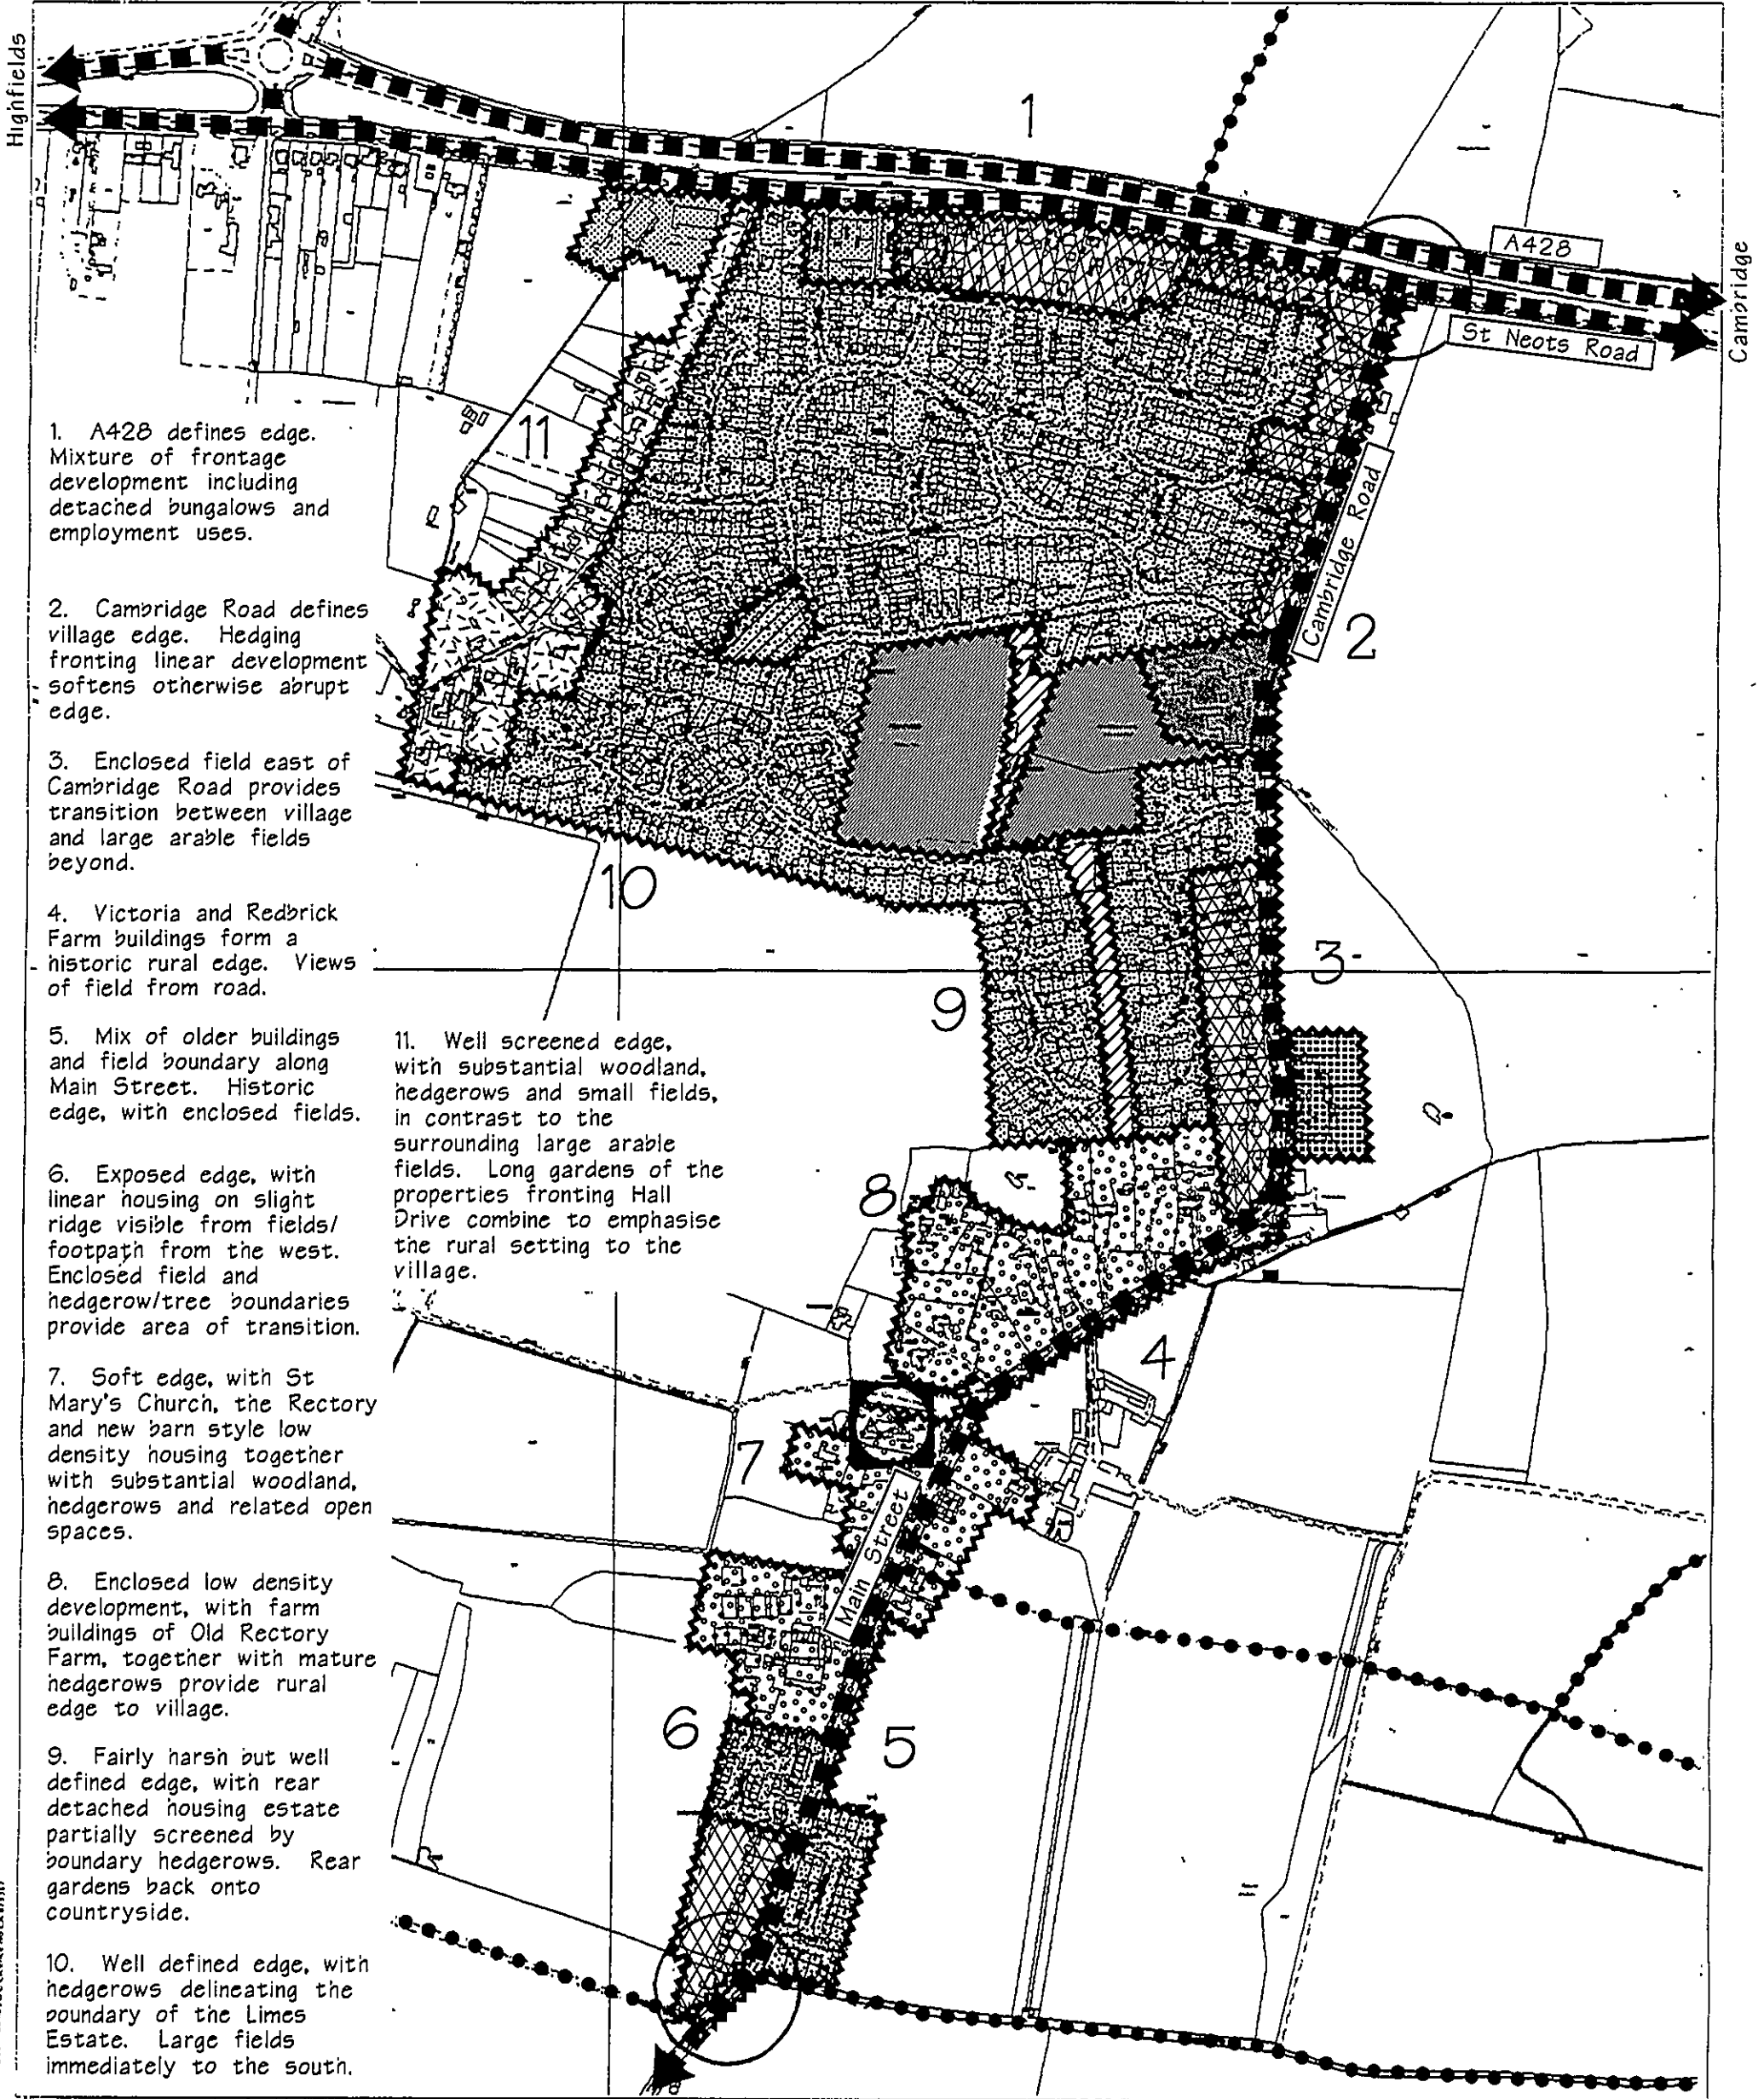 Highfields
1
A428
Cambridge
St Neots Road
11
Cambridge Road
2
10
3
9
8
4
7
Main Street
6
5
1. A428 defines edge.
Mixture of frontage
development including
detached bungalows and
employment uses.
2. Cambridge Road defines
village edge. Hedging
fronting linear development
softens otherwise abrupt
edge.
3. Enclosed field east of
Cambridge Road provides
transition between village
and large arable fields
beyond.
4. Victoria and Redbrick
Farm buildings form a
historic rural edge. Views
of field from road.
5. Mix of older buildings
and field boundary along
Main Street. Historic
edge, with enclosed fields.
6. Exposed edge, with
linear housing on slight
ridge visible from fields/
footpath from the west.
Enclosed field and
hedgerow/tree boundaries
provide area of transition.
7. Soft edge, with St
Mary's Church, the Rectory
and new barn style low
density housing together
with substantial woodland,
hedgerows and related open
spaces.
8. Enclosed low density
development, with farm
buildings of Old Rectory
Farm, together with mature
hedgerows provide rural
edge to village.
9. Fairly harsh but well
defined edge, with rear
detached housing estate
partially screened by
boundary hedgerows. Rear
gardens back onto
countryside.
10. Well defined edge, with
hedgerows delineating the
boundary of the Limes
Estate. Large fields
immediately to the south.
11. Well screened edge,
with substantial woodland,
hedgerows and small fields,
in contrast to the
surrounding large arable
fields. Long gardens of the
properties fronting Hall
Drive combine to emphasise
the rural setting to the
village.